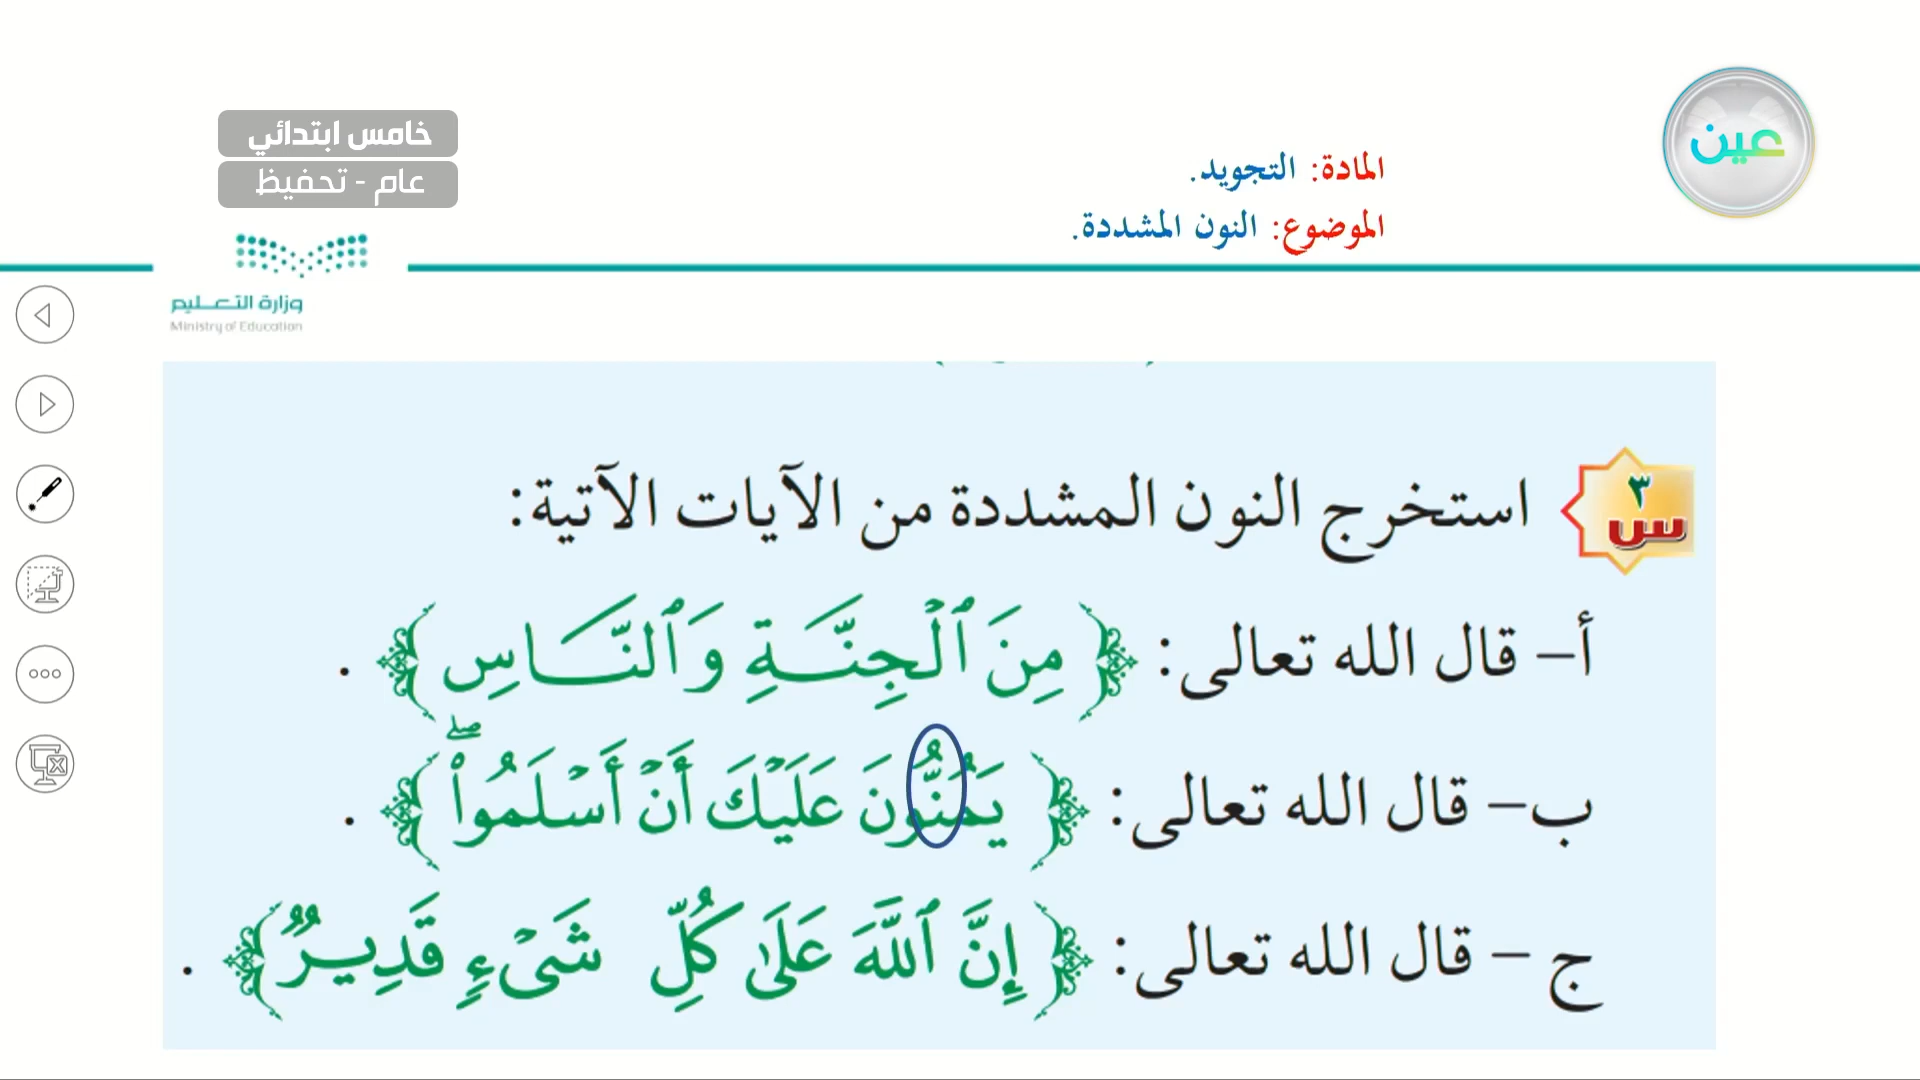 عين
خامس ابتدائي
عام - تحفيظ
المادة: التجويد.
الموضوع: النون المشددة.
وزارة التعليم
Ministry of Education
س٣ استخرج النون المشددة من الآيات الآتية:
أ– قال الله تعالى: ﴿ مِنَ ٱلْجِنَّةِ وَٱلنَّاسِ ﴾ .
ب– قال الله تعالى: ﴿ يَمُنُّونَ عَلَيْكَ أَنْ أَسْلَمُوا۟ۖ ﴾ .
ج – قال الله تعالى: ﴿ إِنَّ ٱللَّهَ عَلَىٰ كُلِّ شَىْءٍ قَدِيرٌ ﴾ .